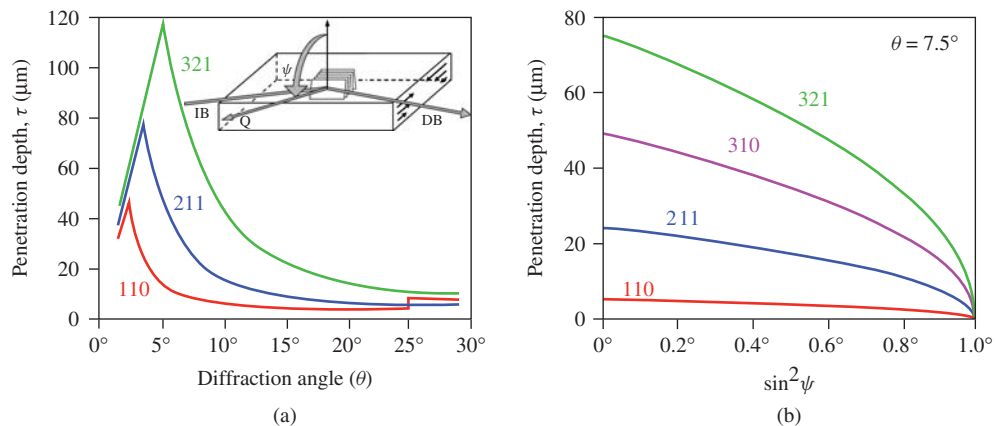 120
100
80
60
40
20
0
Penetration depth, τ (μm)
321
211
110
ψ
IB
Q
DB
0° 5° 10° 15° 20° 25° 30°
Diffraction angle (θ)
(a)
80
60
40
20
0
Penetration depth, τ (μm)
θ = 7.5°
321
310
211
110
0° 0.2° 0.4° 0.6° 0.8° 1.0°
sin²ψ
(b)